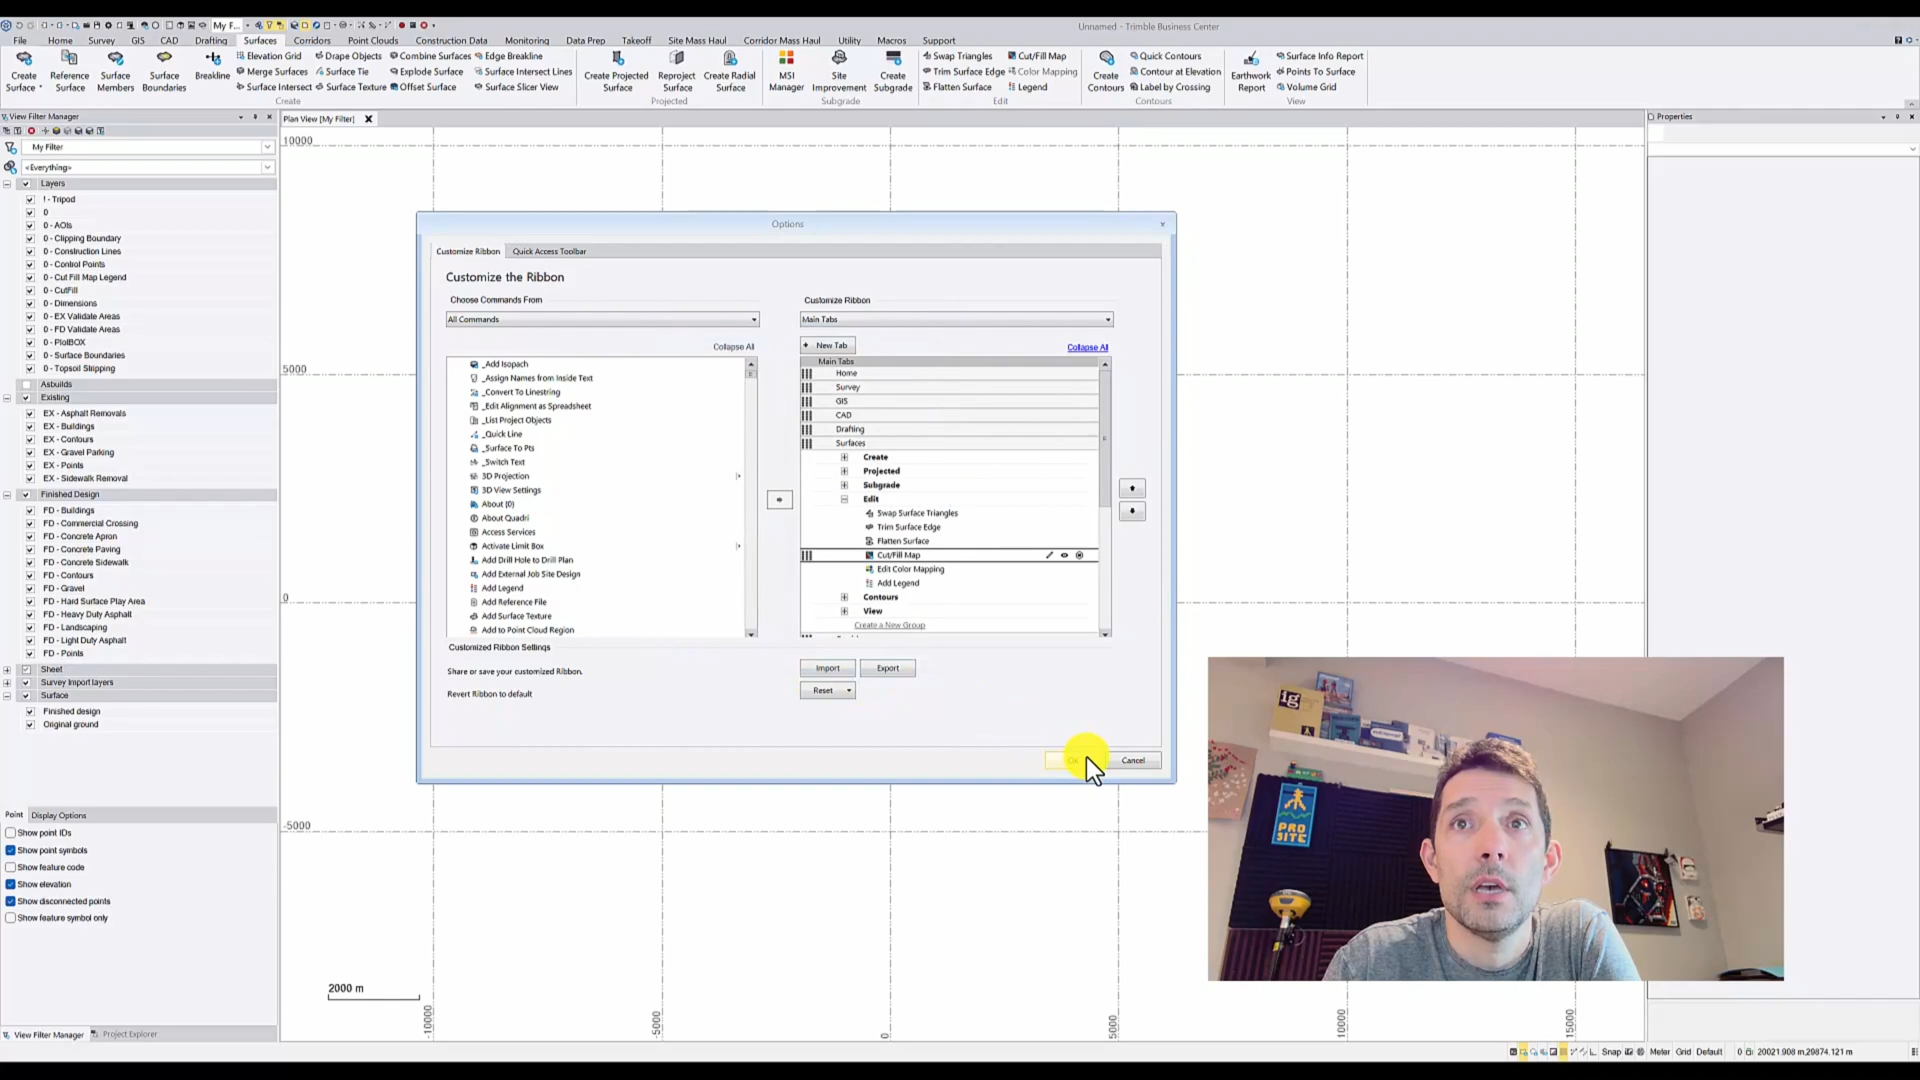 My F...
Unnamed - Trimble Business Center
File Home Survey GIS CAD Drafting Surfaces Corridors Point Clouds Construction Data Monitoring Data Prep Takeoff Site Mass Haul Corridor Mass Haul Utility Macros Support
Create Surface
Reference Surface
Surface Members
Surface Boundaries
Breakline
Elevation Grid
Merge Surfaces
Surface Intersect
Drape Objects
Surface Tie
Surface Texture
Combine Surfaces
Explode Surface
Offset Surface
Edge Breakline
Surface Intersect Lines
Surface Slicer View
Create
Create Projected Surface
Reproject Surface
Create Radial Surface
Projected
MSI Manager
Site Improvement
Create Subgrade
Subgrade
Swap Triangles
Trim Surface Edge
Flatten Surface
Cut/Fill Map
Color Mapping
Legend
Edit
Create Contours
Quick Contours
Contour at Elevation
Label by Crossing
Contours
Earthwork Report
Surface Info Report
Points To Surface
Volume Grid
View
View Filter Manager
My Filter
<Everything>
Layers
! - Tripod
0
0 - AOIs
0 - Clipping Boundary
0 - Construction Lines
0 - Control Points
0 - Cut Fill Map Legend
0 - CutFill
0 - Dimensions
0 - EX Validate Areas
0 - FD Validate Areas
0 - PlotBOX
0 - Surface Boundaries
0 - Topsoil Stripping
Asbuilds
Existing
EX - Asphalt Removals
EX - Buildings
EX - Contours
EX - Gravel Parking
EX - Points
EX - Sidewalk Removal
Finished Design
FD - Buildings
FD - Commercial Crossing
FD - Concrete Apron
FD - Concrete Paving
FD - Concrete Sidewalk
FD - Contours
FD - Gravel
FD - Hard Surface Play Area
FD - Heavy Duty Asphalt
FD - Landscaping
FD - Light Duty Asphalt
FD - Points
Sheet
Survey Import layers
Surface
Finished design
Original ground
Point Display Options
Show point IDs
Show point symbols
Show feature code
Show elevation
Show disconnected points
Show feature symbol only
View Filter Manager Project Explorer
Plan View [My Filter]
10000
5000
0
-5000
2000 m
-10000
-5000
0
5000
10000
15000
Properties
Options
Customize Ribbon Quick Access Toolbar
Customize the Ribbon
Choose Commands From
All Commands
Collapse All
_Add Isopach
_Assign Names from Inside Text
_Convert To Linestring
_Edit Alignment as Spreadsheet
_List Project Objects
_Quick Line
_Surface To Pts
_Switch Text
3D Projection
3D View Settings
About {0}
About Quadri
Access Services
Activate Limit Box
Add Drill Hole to Drill Plan
Add External Job Site Design
Add Legend
Add Reference File
Add Surface Texture
Add to Point Cloud Region
Customize Ribbon
Main Tabs
New Tab
Collapse All
Main Tabs
Home
Survey
GIS
CAD
Drafting
Surfaces
Create
Projected
Subgrade
Edit
Swap Surface Triangles
Trim Surface Edge
Flatten Surface
Cut/Fill Map
Edit Color Mapping
Add Legend
Contours
View
Create a New Group
Customized Ribbon Settings
Share or save your customized Ribbon.
Import Export
Revert Ribbon to default
Reset
Cancel
ig
PRO
SITE
Snap Meter Grid Default 0 20021.908 m,29874.121 m